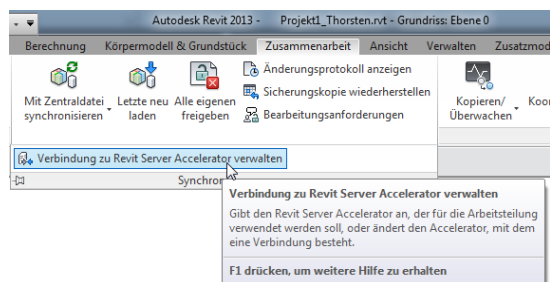 Autodesk Revit 2013 - Projekt1_Thorsten.rvt - Grundriss: Ebene 0
Berechnung Körpermodell & Grundstück Zusammenarbeit Ansicht Verwalten Zusatzmod
Mit Zentraldatei synchronisieren
Letzte neu laden
Alle eigenen freigeben
Änderungsprotokoll anzeigen
Sicherungskopie wiederherstellen
Bearbeitungsanforderungen
Kopieren/ Überwachen
Koor
Verbindung zu Revit Server Accelerator verwalten
Synchron
Verbindung zu Revit Server Accelerator verwalten
Gibt den Revit Server Accelerator an, der für die Arbeitsteilung
verwendet werden soll, oder ändert den Accelerator, mit dem
eine Verbindung besteht.
F1 drücken, um weitere Hilfe zu erhalten